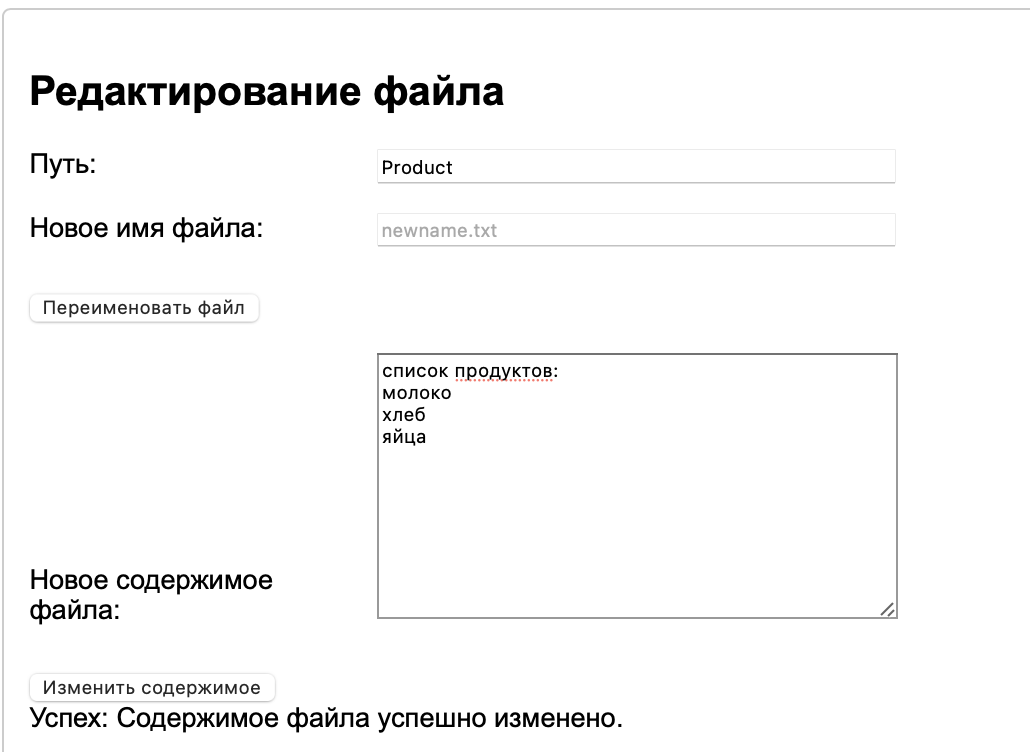 Редактирование файла
Путь:
Product
Новое имя файла:
newname.txt
Переименовать файл
список продуктов:
молоко
хлеб
яйца
Новое содержимое
файла:
Изменить содержимое
Успех: Содержимое файла успешно изменено.